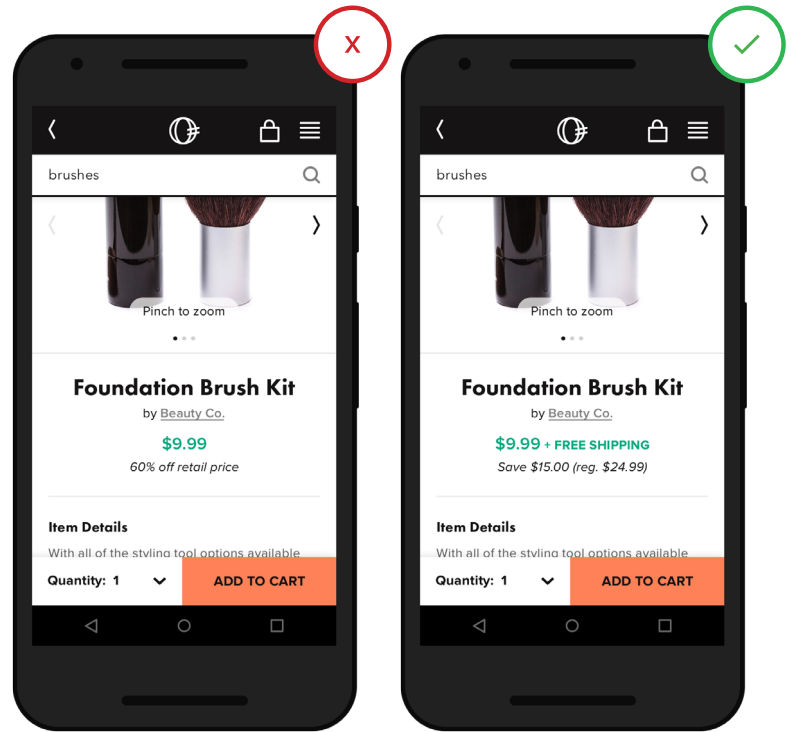 X
brushes
Pinch to zoom
Foundation Brush Kit
by Beauty Co.
$9.99
60% off retail price
Item Details
With all of the styling tool options available
Quantity: 1
ADD TO CART
brushes
Pinch to zoom
Foundation Brush Kit
by Beauty Co.
$9.99 + FREE SHIPPING
Save $15.00 (reg. $24.99)
Item Details
With all of the styling tool options available
Quantity: 1
ADD TO CART